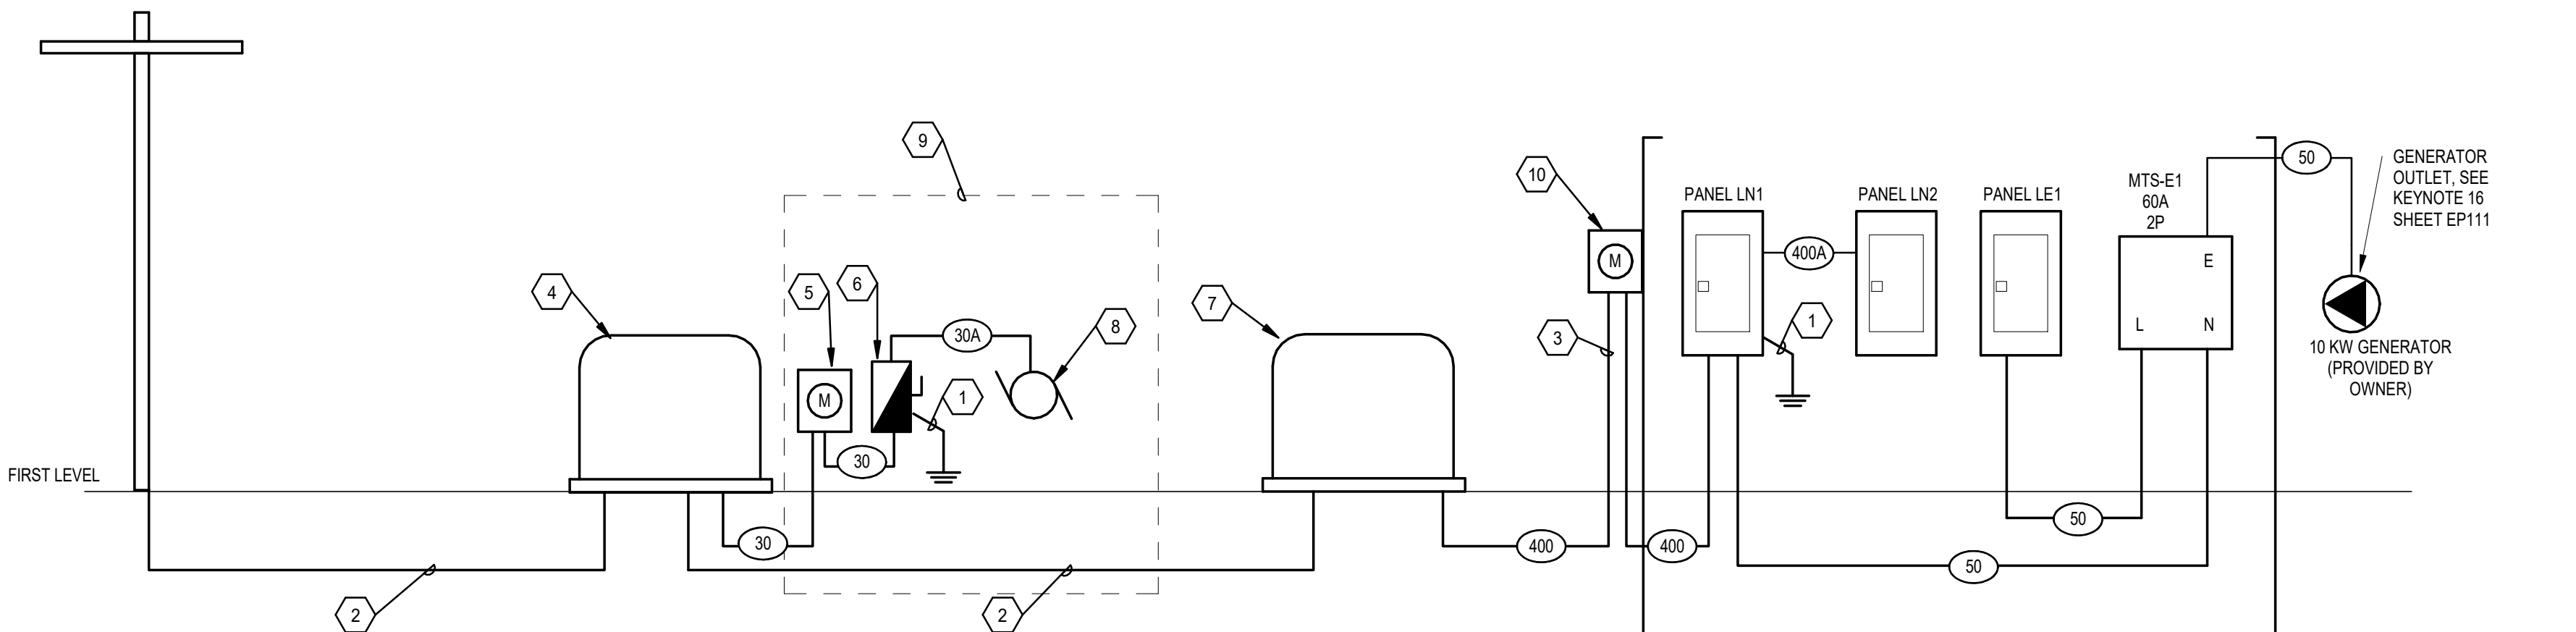 9
10
4
5
6
8
7
3
1
1
2
2
FIRST LEVEL
M
30
30A
30
M
400
400
PANEL LN1
400A
PANEL LN2
PANEL LE1
MTS-E1
60A
2P
E
L
N
50
50
50
GENERATOR
OUTLET, SEE
KEYNOTE 16
SHEET EP111
10 KW GENERATOR
(PROVIDED BY
OWNER)